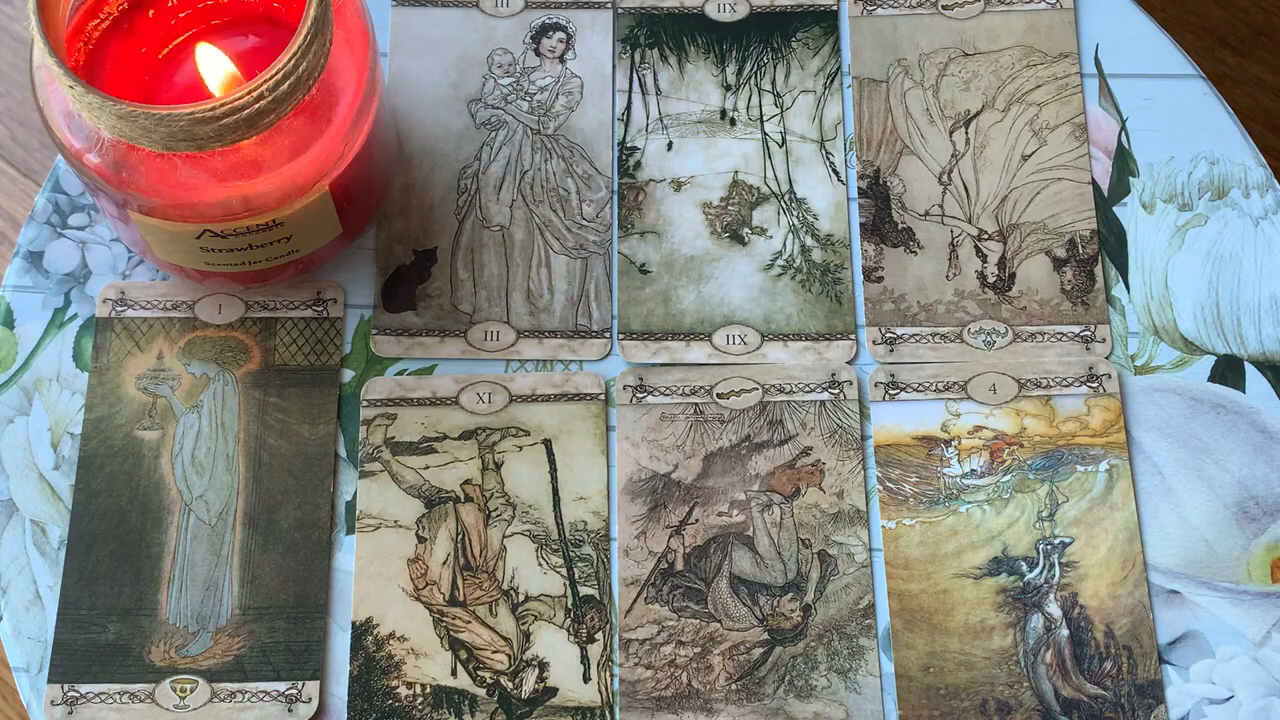 III
IIX
ACCENT
Strawberry
Scented Jar Candle
I
III
IIX
XI
4